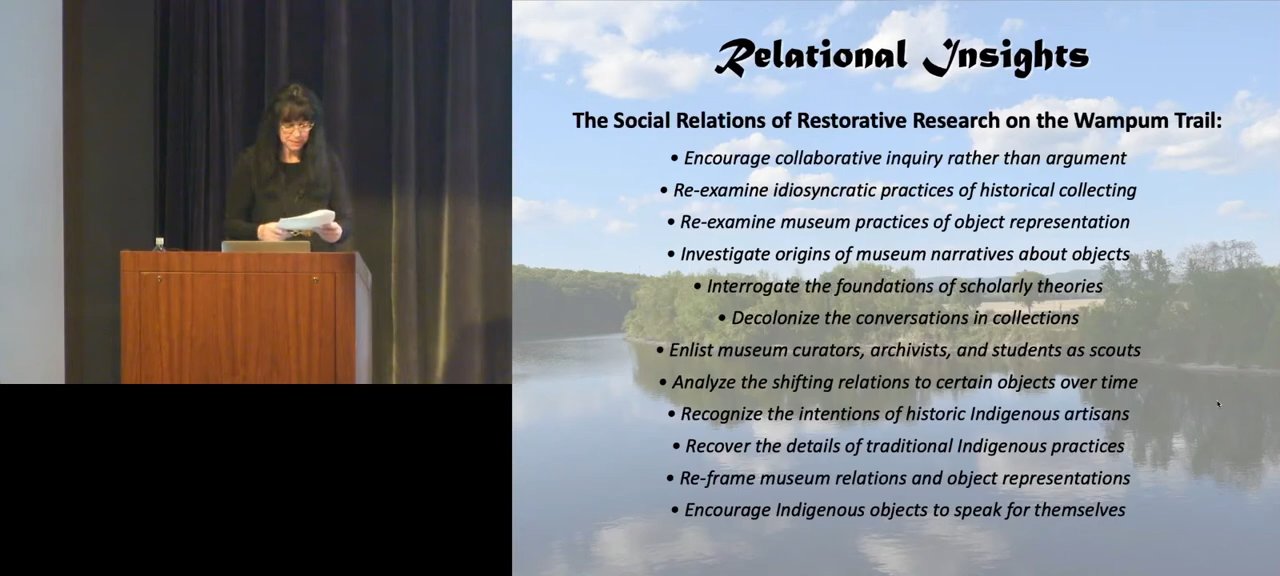 Relational Insights
The Social Relations of Restorative Research on the Wampum Trail:
• Encourage collaborative inquiry rather than argument
• Re-examine idiosyncratic practices of historical collecting
• Re-examine museum practices of object representation
• Investigate origins of museum narratives about objects
• Interrogate the foundations of scholarly theories
• Decolonize the conversations in collections
• Enlist museum curators, archivists, and students as scouts
• Analyze the shifting relations to certain objects over time
• Recognize the intentions of historic Indigenous artisans
• Recover the details of traditional Indigenous practices
• Re-frame museum relations and object representations
• Encourage Indigenous objects to speak for themselves